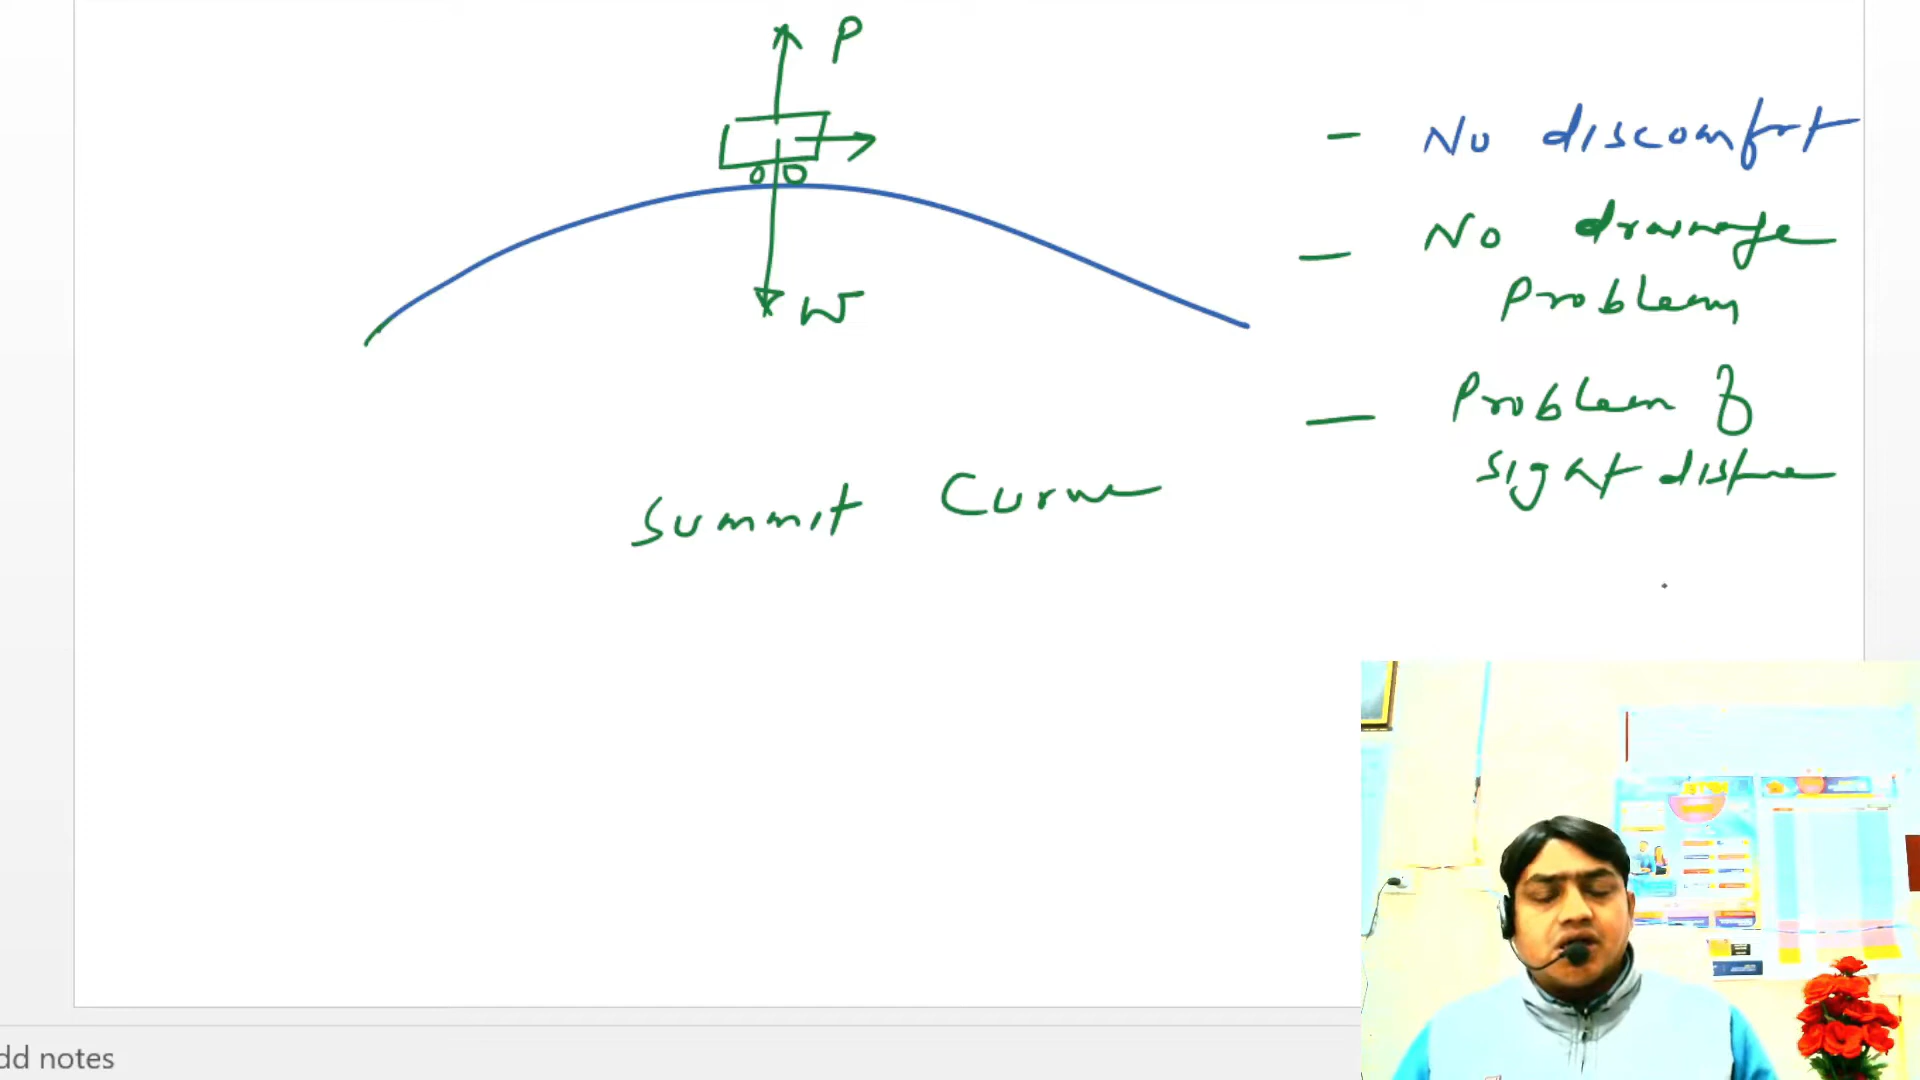 P
W
Summit Curve
- No discomfort
- No drainage
Problem
- Problem of
sight distance
dd notes